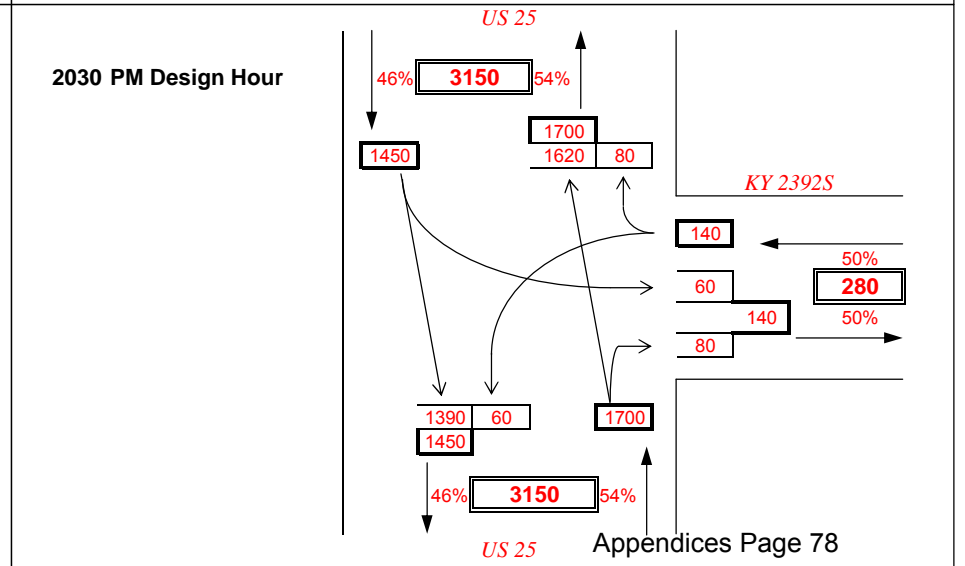 US 25
2030 PM Design Hour
46% 3150 54%
1700
1450 1620 80
KY 2392S
140
50%
60 280
140 50%
80
1390 60 1700
1450
46% 3150 54%
US 25 Appendices Page 78